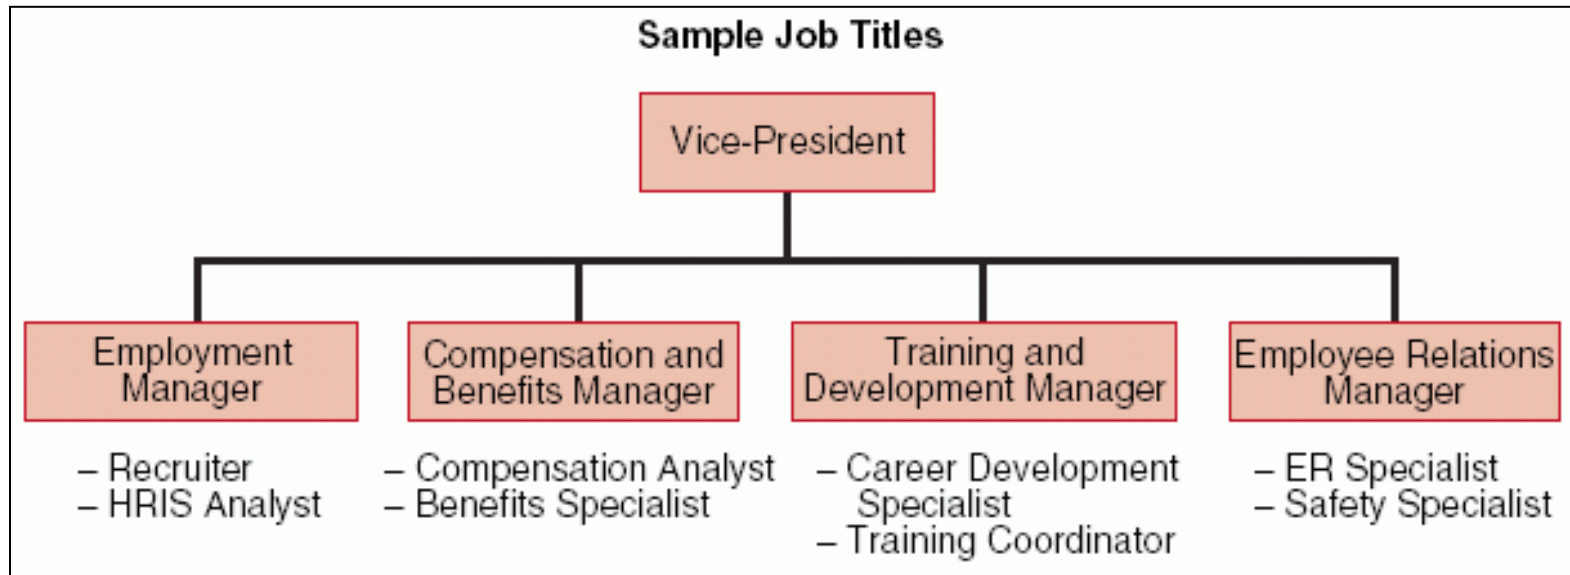 Sample Job Titles
Vice-President
Employment
Manager
Compensation and
Benefits Manager
Training and
Development Manager
Employee Relations
Manager
– Recruiter
– HRIS Analyst
– Compensation Analyst
– Benefits Specialist
– Career Development
Specialist
– Training Coordinator
– ER Specialist
– Safety Specialist